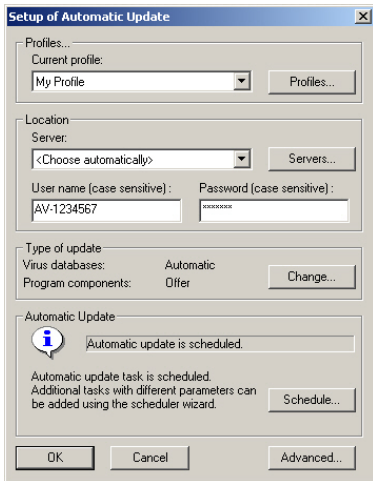 Setup of Automatic Update
Profiles...
Current profile:
My Profile
Profiles...
Location
Server:
<Choose automatically>
Servers...
User name (case sensitive) :
Password (case sensitive) :
AV-1234567
×××××××
Type of update
Virus databases:
Automatic
Program components:
Offer
Change...
Automatic Update
Automatic update is scheduled.
Automatic update task is scheduled.
Additional tasks with different parameters can
be added using the scheduler wizard.
Schedule...
OK
Cancel
Advanced...